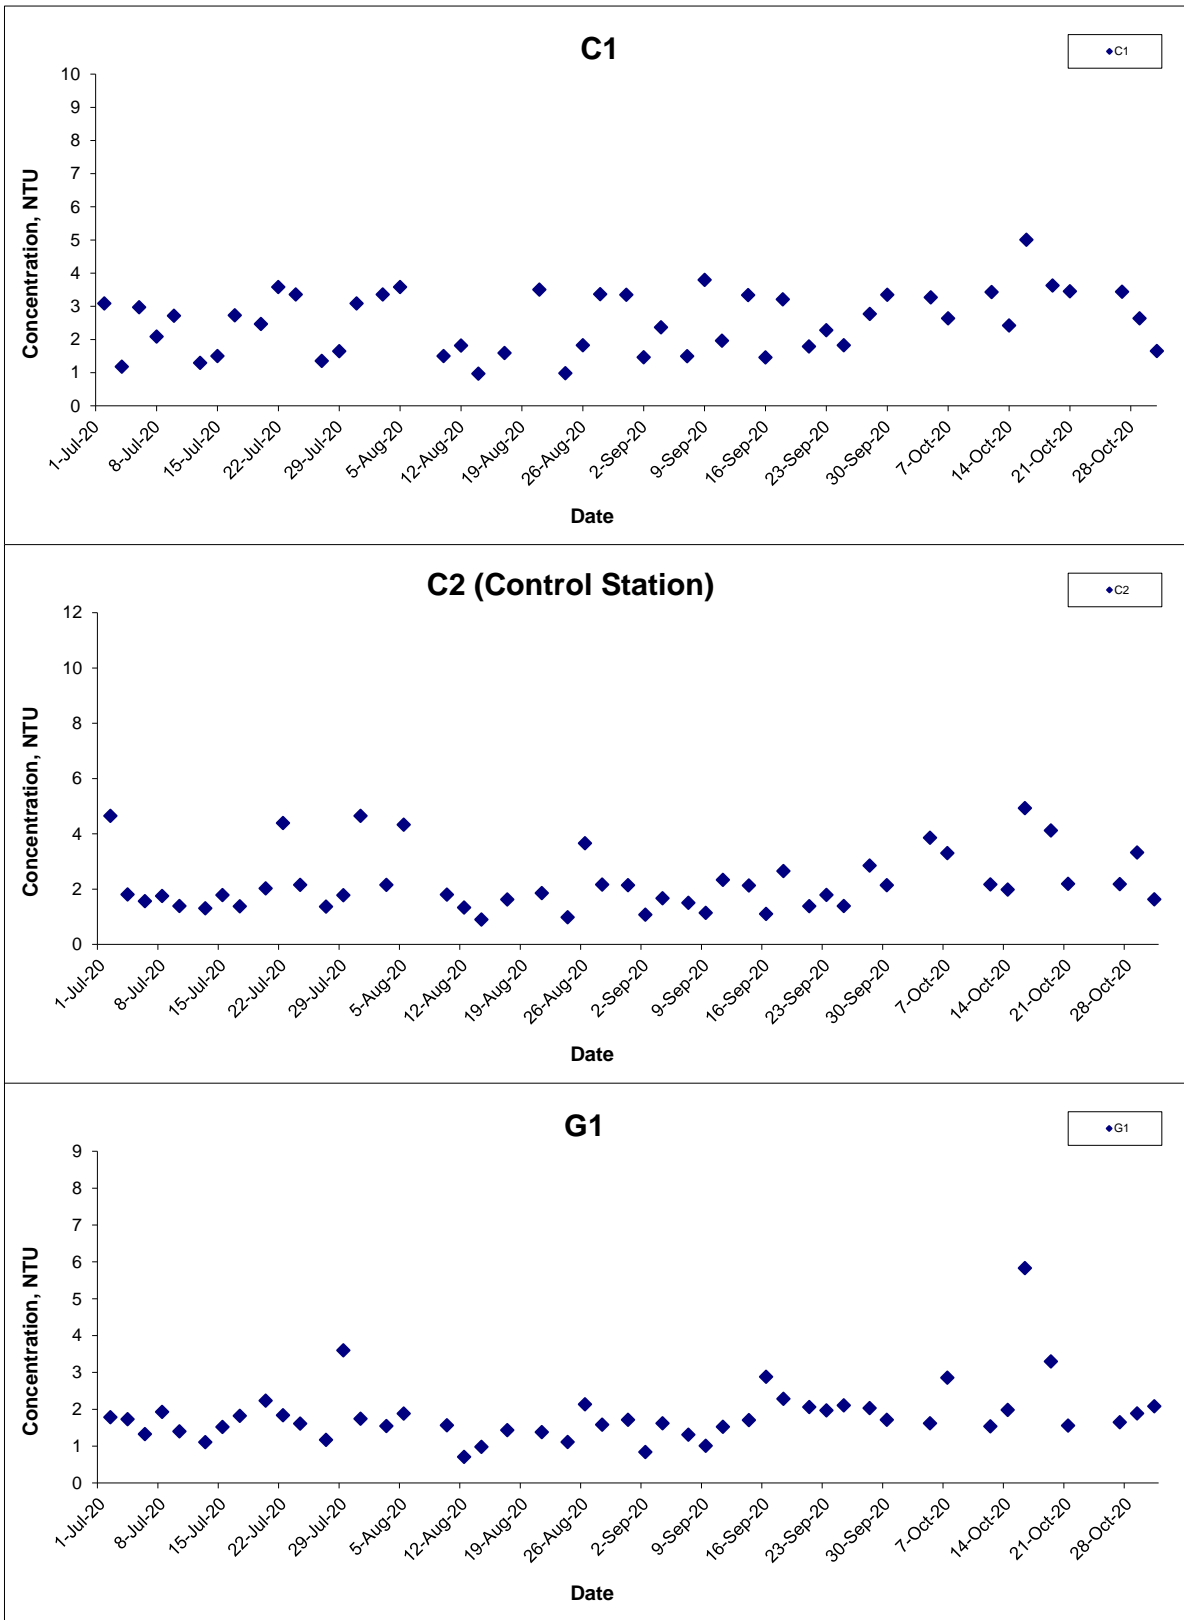 C1
C1
10
9
8
7
6
5
4
3
2
1
0
Concentration, NTU
1-Jul-20
8-Jul-20
15-Jul-20
22-Jul-20
29-Jul-20
5-Aug-20
12-Aug-20
19-Aug-20
26-Aug-20
2-Sep-20
9-Sep-20
16-Sep-20
23-Sep-20
30-Sep-20
7-Oct-20
14-Oct-20
21-Oct-20
28-Oct-20
Date
C2 (Control Station)
C2
12
10
8
6
4
2
0
Concentration, NTU
1-Jul-20
8-Jul-20
15-Jul-20
22-Jul-20
29-Jul-20
5-Aug-20
12-Aug-20
19-Aug-20
26-Aug-20
2-Sep-20
9-Sep-20
16-Sep-20
23-Sep-20
30-Sep-20
7-Oct-20
14-Oct-20
21-Oct-20
28-Oct-20
Date
G1
G1
9
8
7
6
5
4
3
2
1
0
Concentration, NTU
1-Jul-20
8-Jul-20
15-Jul-20
22-Jul-20
29-Jul-20
5-Aug-20
12-Aug-20
19-Aug-20
26-Aug-20
2-Sep-20
9-Sep-20
16-Sep-20
23-Sep-20
30-Sep-20
7-Oct-20
14-Oct-20
21-Oct-20
28-Oct-20
Date